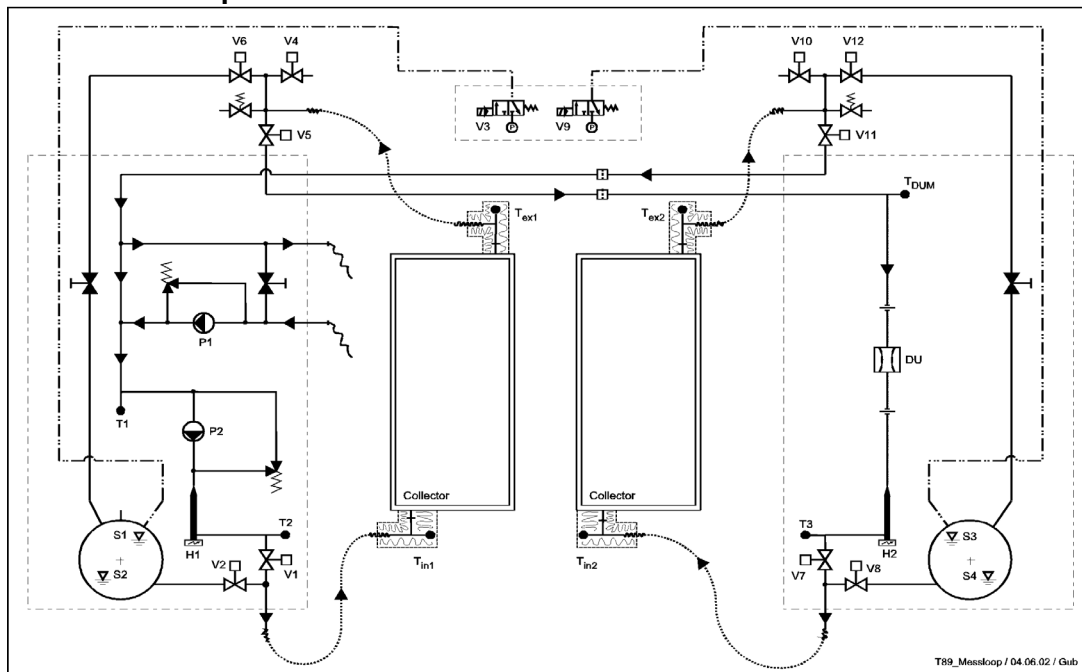 V6 V4 V10 V12
V3 V9
P P
V5 V11
T_DUM
T_ex1 T_ex2
P1 DU
T1 P2
Collector Collector
S1 T2 T3 S3
S2 H1 H2 S4
V2 V1 T_in1 T_in2 V7 V8
T89_Messloop / 04.06.02 / Gub